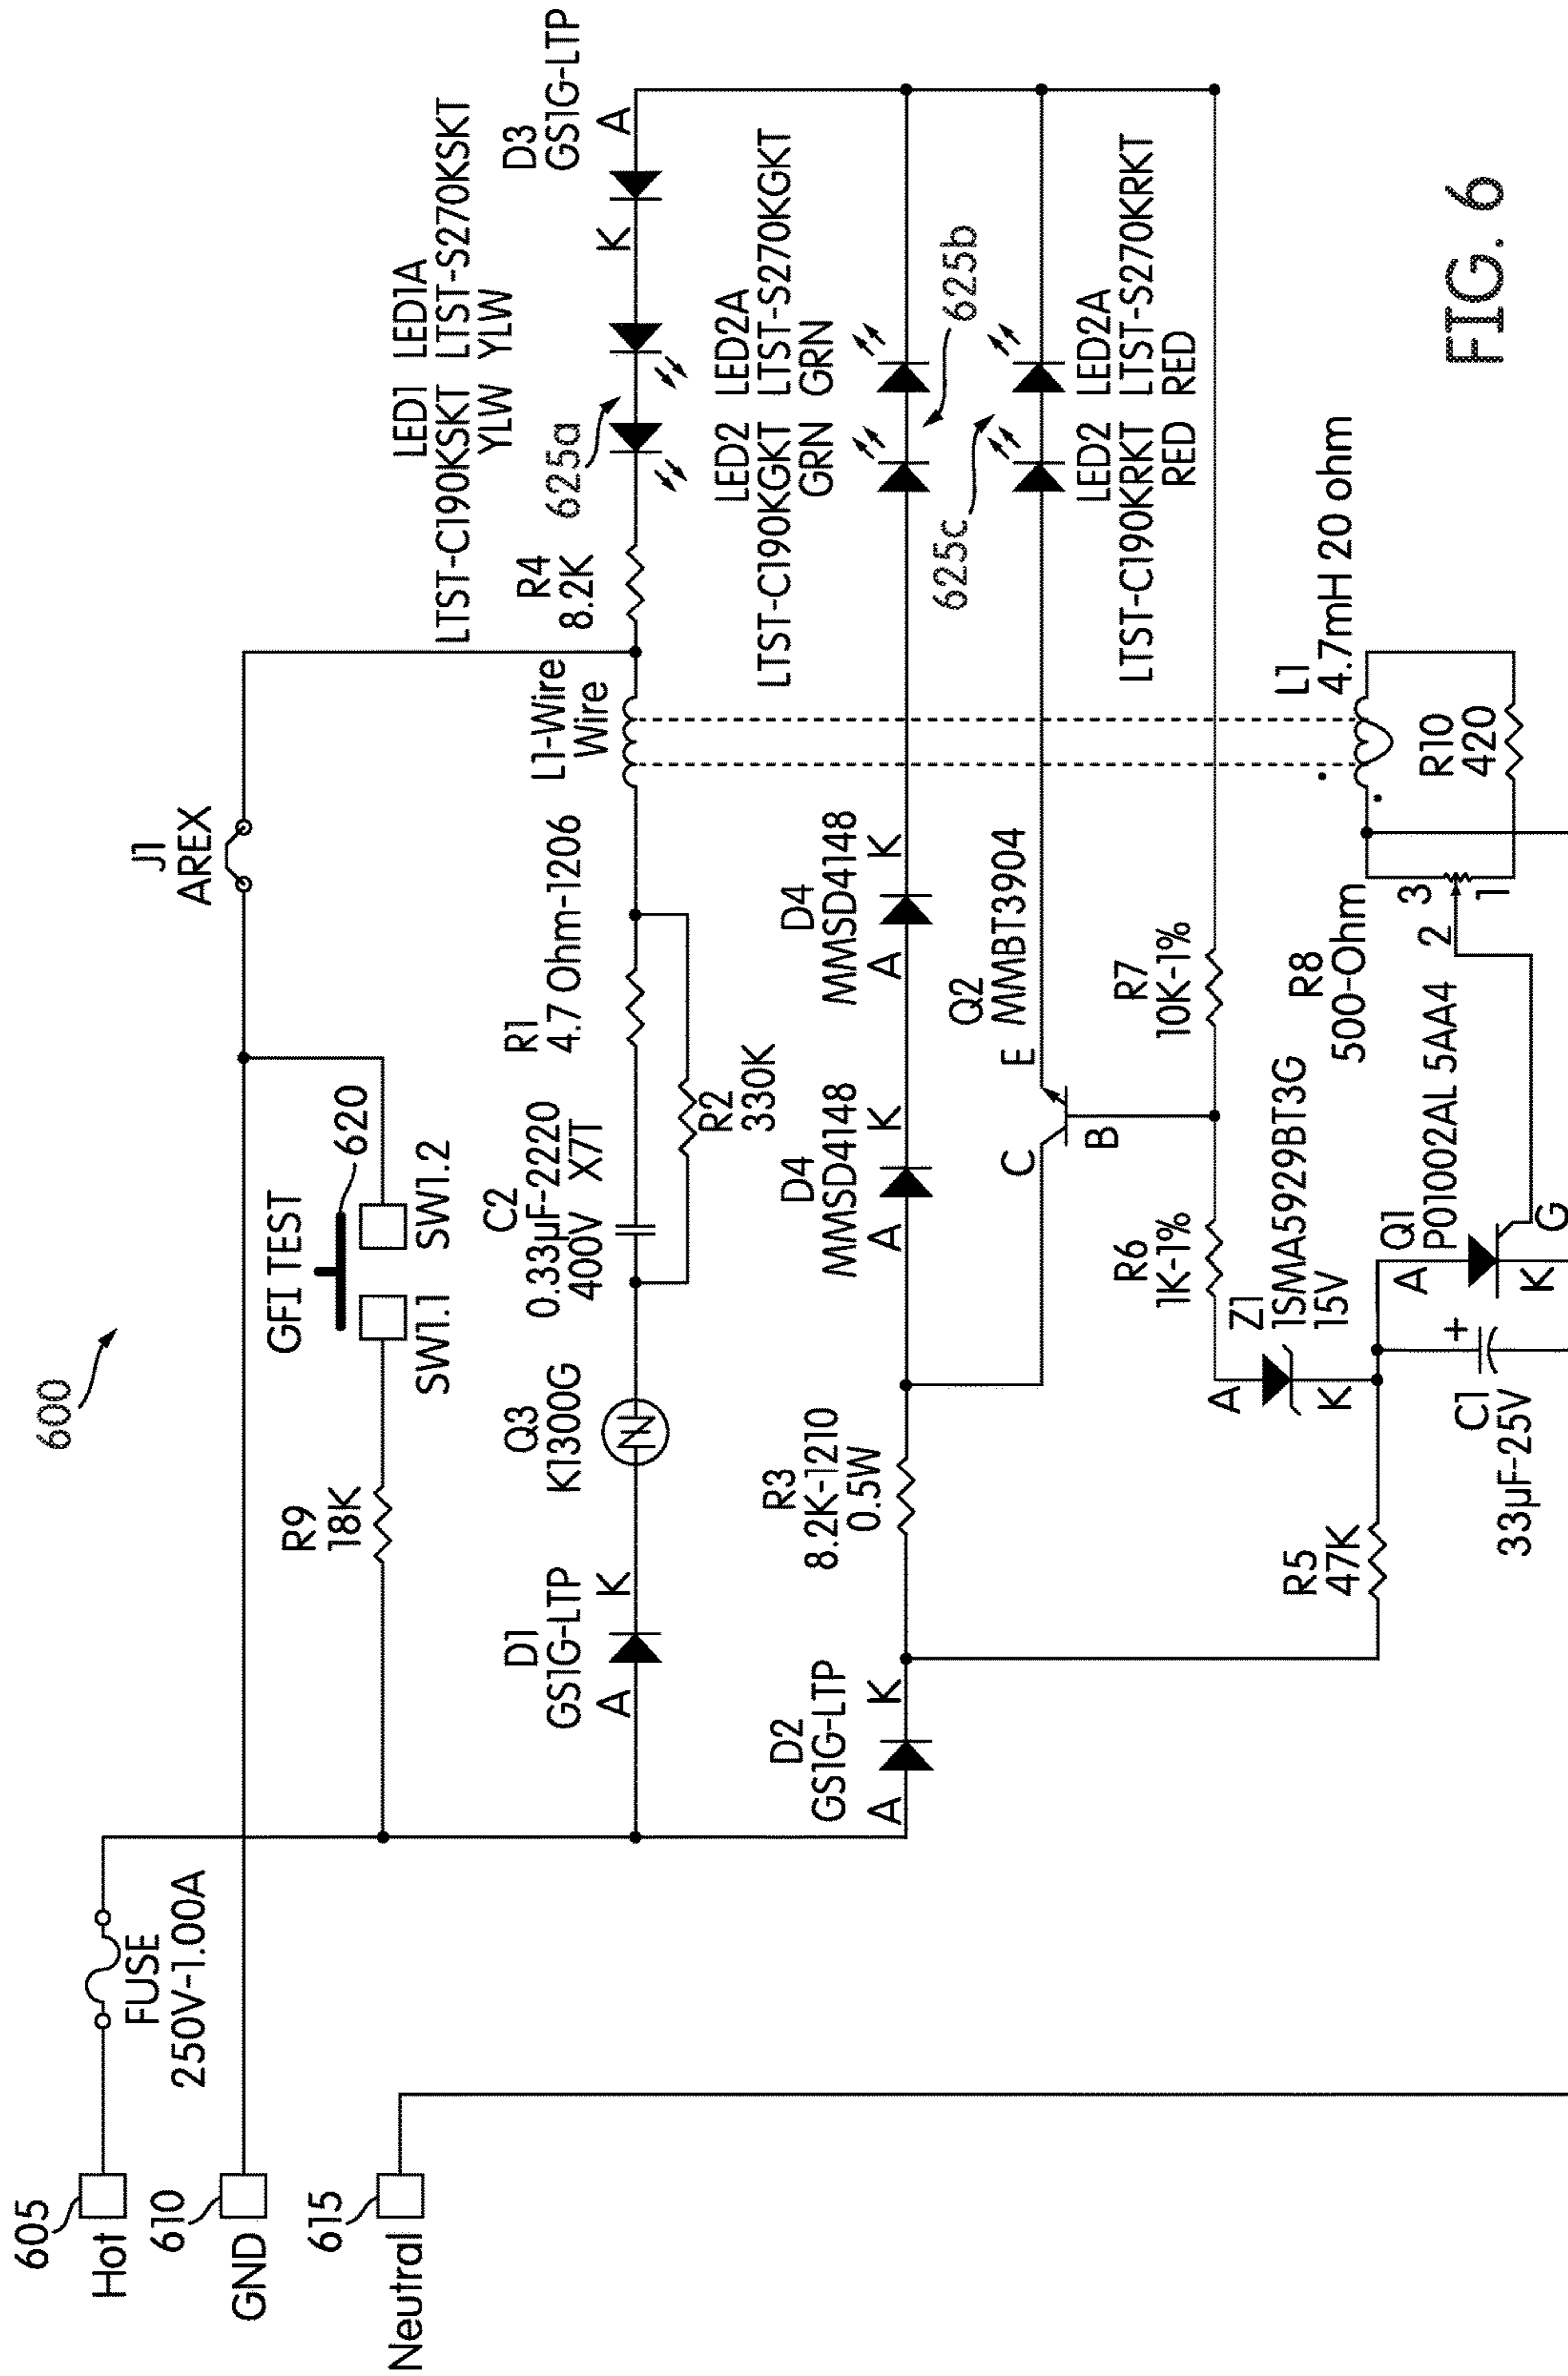 600
605
Hot
610
GND
615
Neutral
FUSE
250V-1.00A
J1
AREX
GFI TEST
620
SW1.1
SW1.2
R9
18K
D1
GS1G-LTP
A
K
Q3
K1300G
C2
0.33µF-2220
400V X7T
R1
4.7 Ohm-1206
R2
330K
L1-Wire
Wire
R4
8.2K
LED1 LED1A
LTST-C190KSKT LTST-S270KSKT
YLW YLW
625a
D3
GS1G-LTP
K
A
D2
GS1G-LTP
A
K
R3
8.2K-1210
0.5W
D4
MMSD4148
A
K
D4
MMSD4148
A
K
LED2 LED2A
LTST-C190KGKT LTST-S270KGKT
GRN GRN
625b
625c
Q2
MMBT3904
C
E
B
LED2 LED2A
LTST-C190KRKT LTST-S270KRKT
RED RED
R6
1K-1%
R7
10K-1%
Z1
1SMA5929BT3G
15V
A
K
R5
47K
C1
33µF-25V
+
Q1
P01002AL 5AA4
A
K
G
R8
500-Ohm
3
2
1
L1
4.7mH 20 ohm
R10
420
FIG. 6